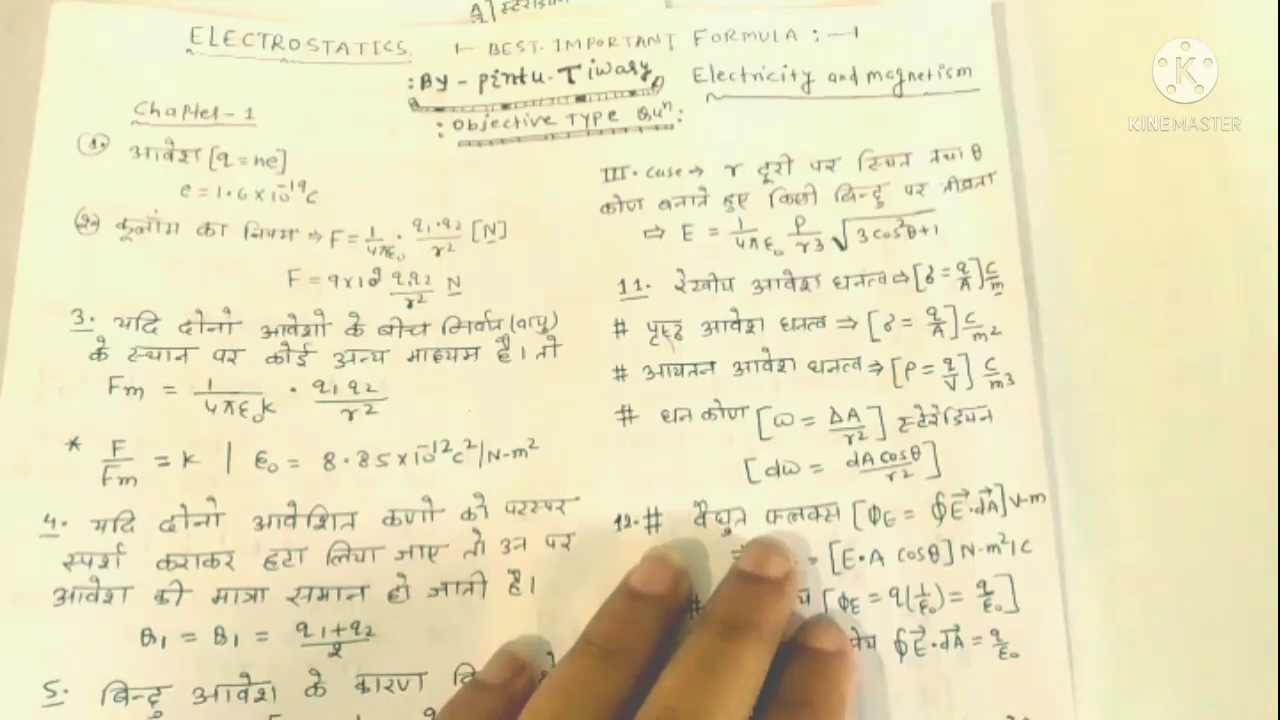 ELECTROSTATICS
BEST IMPORTANT FORMULA :—
:By - Pintu Tiwary
Electricity and magnetism
: Objective TYPE Quⁿ:
Chapter - 1
1. आवेश [q = ne]
e = 1.6×10⁻¹⁹C
2. कूलॉम का नियम ⇒ F = 1/4πε₀ · q₁·q₂/r² [N]
F = 9×10⁹ q₁q₂/r² N
3. यदि दोनो आवेशो के बीच निर्वात (वायु)
के स्थान पर कोई अन्य माध्यम है। तो
Fm = 1/4πε₀k · q₁q₂/r²
* F/Fm = K | ε₀ = 8.85×10⁻¹²C²/N-m²
4. यदि दोनो आवेशित कणो को परस्पर
स्पर्श कराकर हटा लिया जाए तो उन पर
आवेश की मात्रा समान हो जाती है।
Q₁ = Q₁ = q₁+q₂/2
5. बिन्दु आवेश के कारण
III. Case ⇒ r दूरी पर स्थित तथा θ
कोण बनाते हुए किसी बिन्दु पर तीव्रता
⇒ E = 1/4πε₀ P/r3 √3cos²θ+1
11. रेखीय आवेश घनत्व ⇒ [δ = q/A] C/m
# पृष्ठ आवेश घनत्व ⇒ [δ = q/A] C/m²
# आयतन आवेश घनत्व ⇒ [ρ = q/V] C/m3
# घन कोण [ω = ΔA/r²] स्टेरेडियन
[dω = dA cosθ/r²]
12. # वैद्युत फ्लक्स [ΦE = ∮E⃗·dA⃗] V-m
= [E·A cosθ] N-m²/C
# [ΦE = q(1/ε₀) = q/ε₀]
∮E⃗·dA⃗ = q/ε₀
KINEMASTER